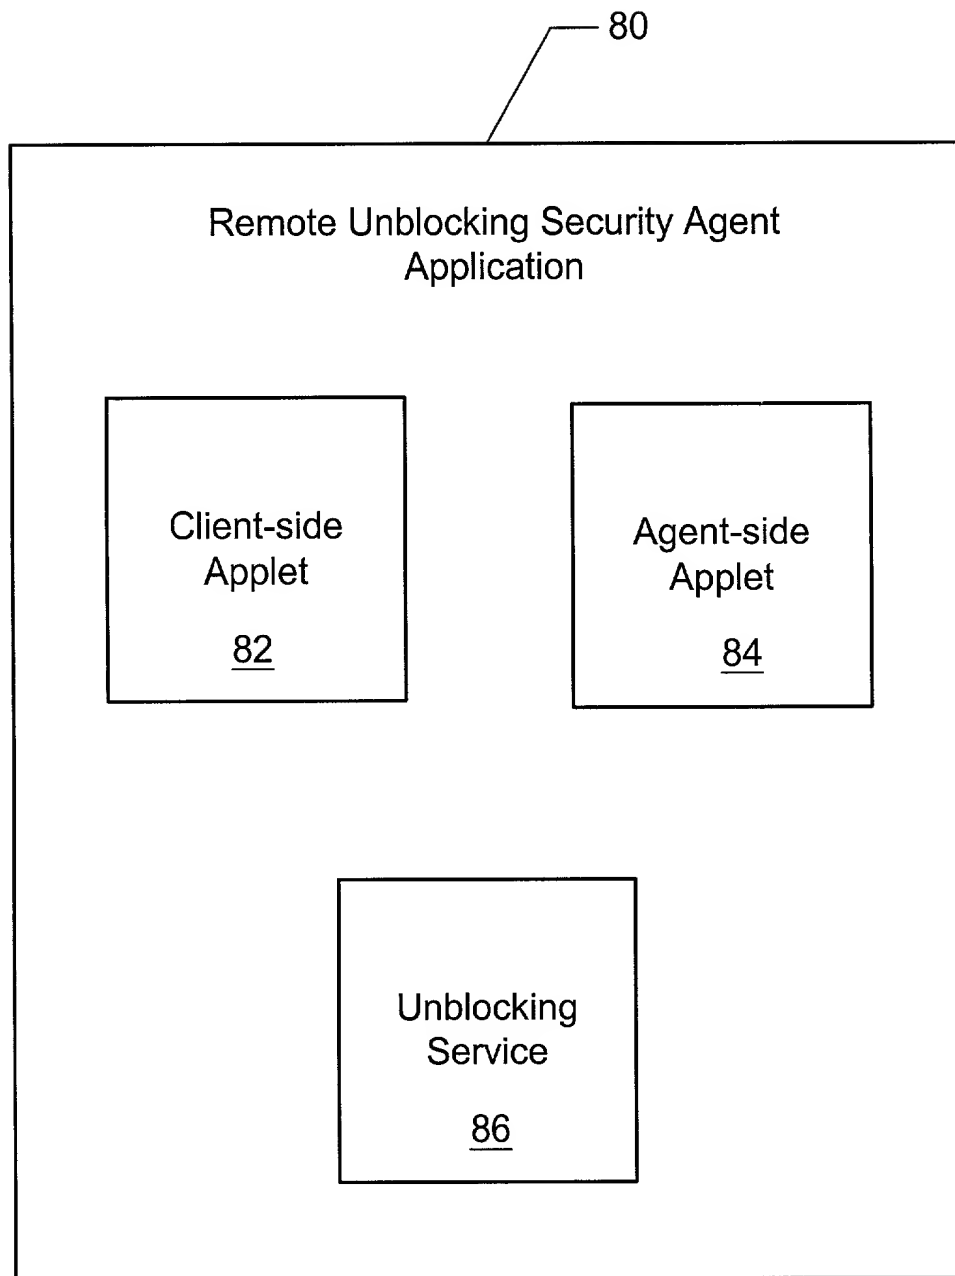 80
Remote Unblocking Security Agent
Application
Client-side
Applet
82
Agent-side
Applet
84
Unblocking
Service
86